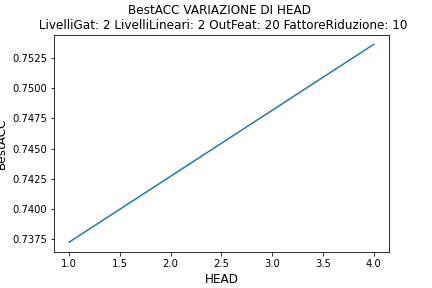 BestACC VARIAZIONE DI HEAD
LivelliGat: 2 LivelliLineari: 2 OutFeat: 20 FattoreRiduzione: 10
0.7525
0.7500
0.7475
0.7450
0.7425
0.7400
0.7375
BestACC
1.0 1.5 2.0 2.5 3.0 3.5 4.0
HEAD